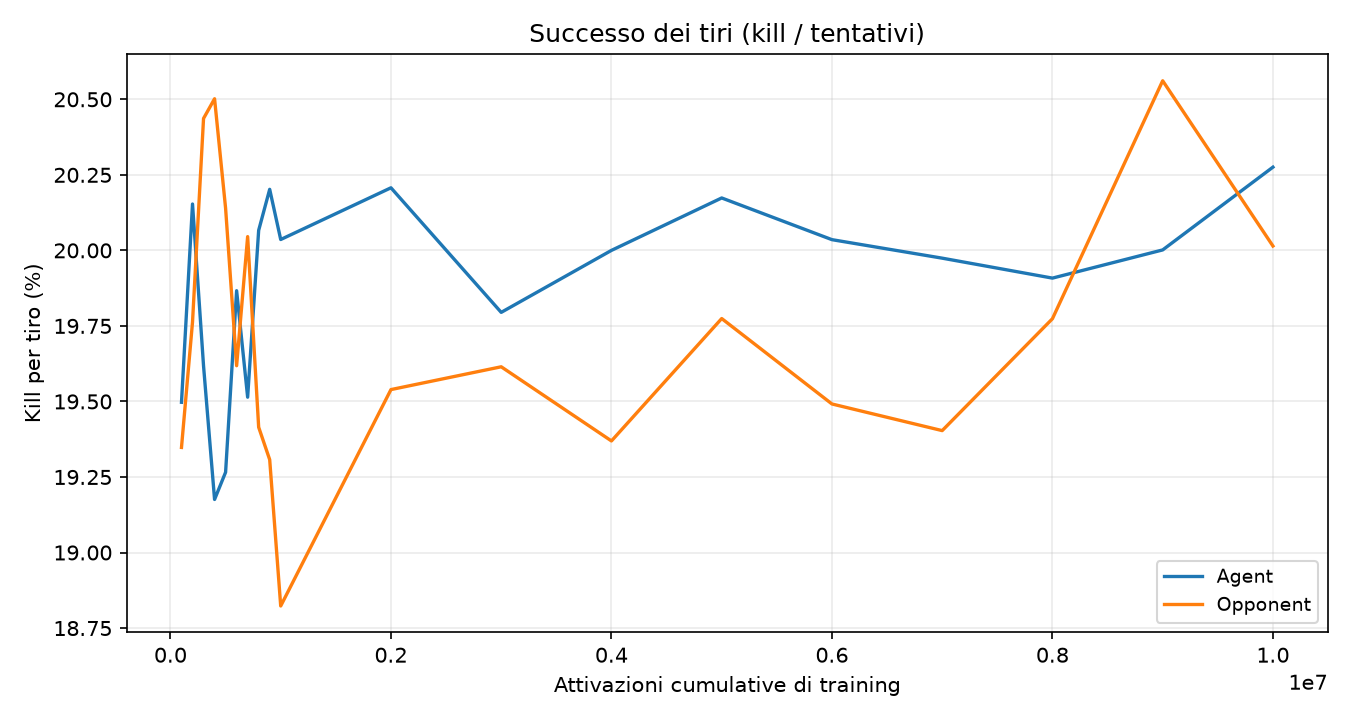 Successo dei tiri (kill / tentativi)
Kill per tiro (%)
20.50
20.25
20.00
19.75
19.50
19.25
19.00
18.75
0.0 0.2 0.4 0.6 0.8 1.0
1e7
Attivazioni cumulative di training
Agent
Opponent